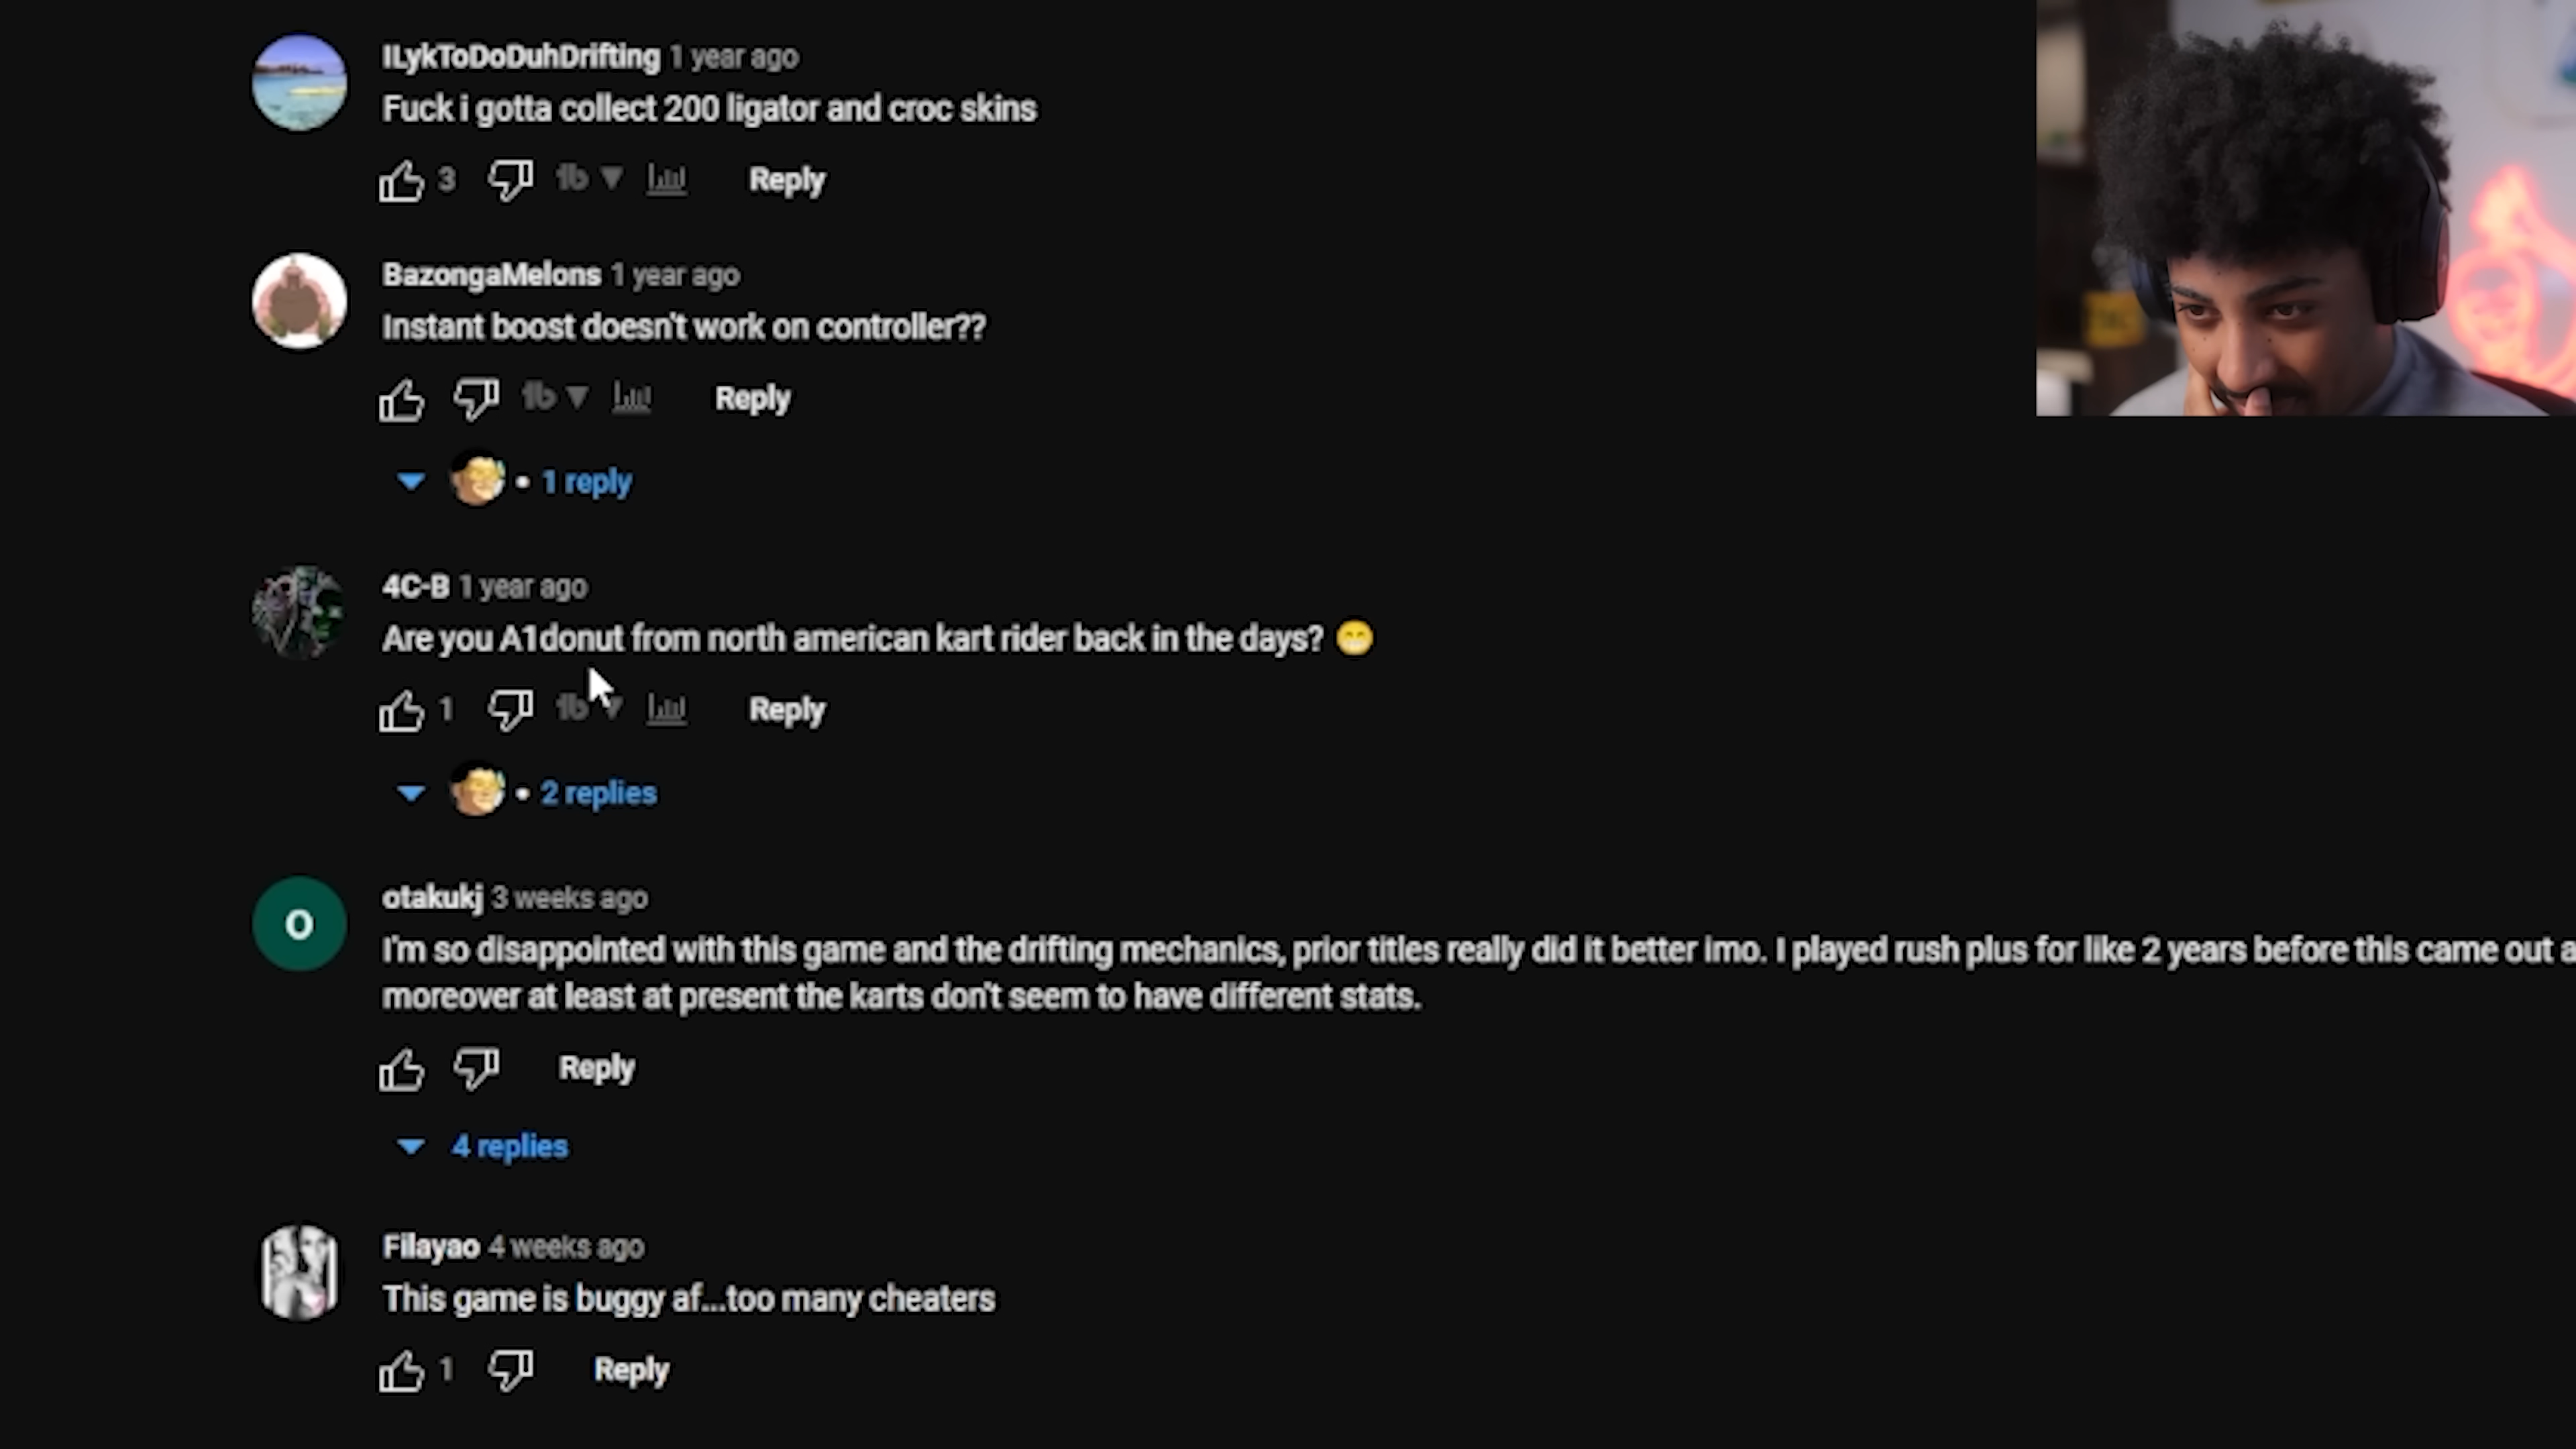 ILykToDoDuhDrifting 1 year ago
Fuck i gotta collect 200 ligator and croc skins
3 Reply
BazongaMelons 1 year ago
Instant boost doesn't work on controller??
Reply
1 reply
4C-B 1 year ago
Are you A1donut from north american kart rider back in the days? 😁
1 Reply
2 replies
O
otakukj 3 weeks ago
I'm so disappointed with this game and the drifting mechanics, prior titles really did it better imo. I played rush plus for like 2 years before this came out a
moreover at least at present the karts don't seem to have different stats.
Reply
4 replies
Filayao 4 weeks ago
This game is buggy af...too many cheaters
1 Reply